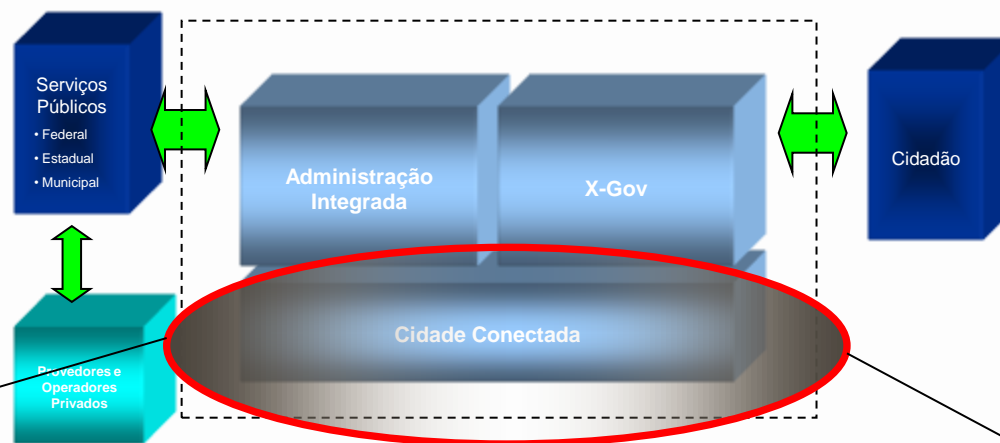 Serviços
Públicos
• Federal
• Estadual
• Municipal
Administração
Integrada
X-Gov
Cidadão
Cidade Conectada
Provedores e
Operadores
Privados